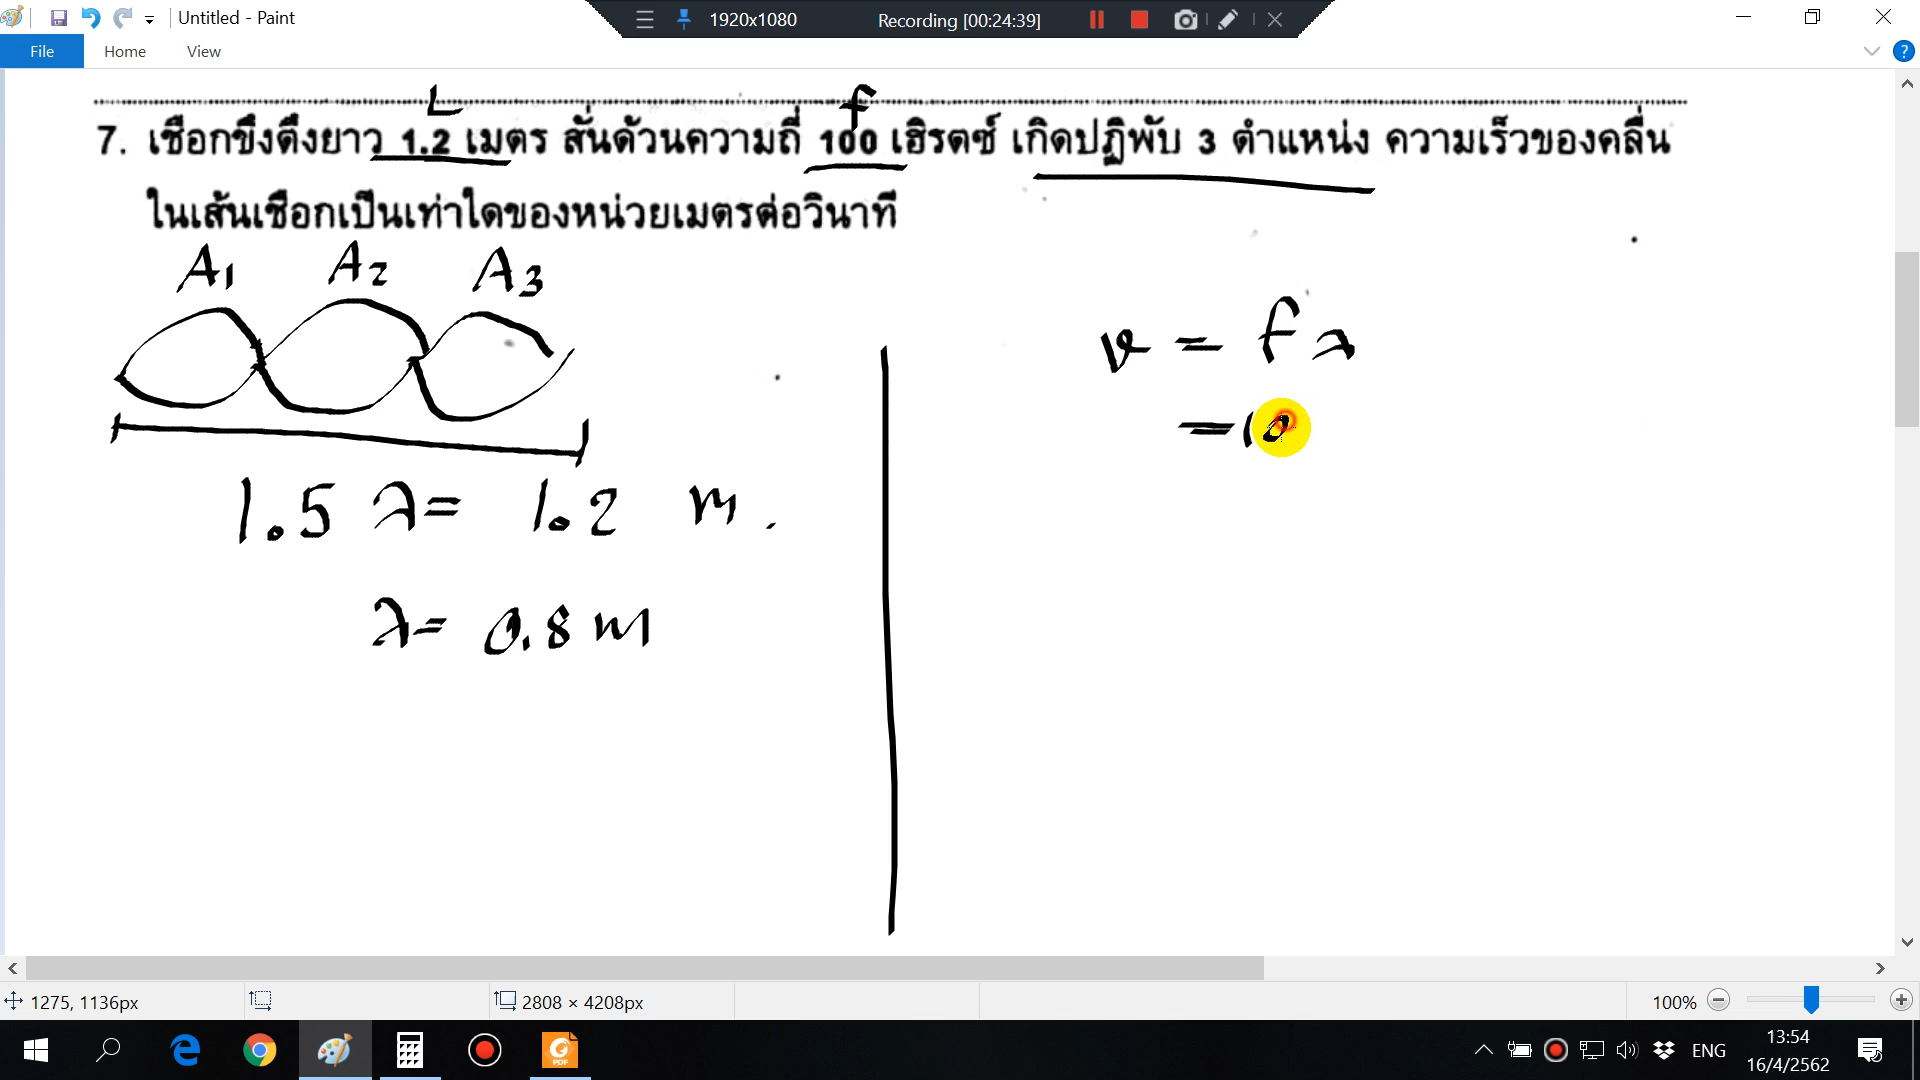 Untitled - Paint
1920x1080
Recording [00:24:39]
File Home View
L f
7. เชือกขึงตึงยาว 1.2 เมตร สั่นด้วนความถี่ 100 เฮิรตซ์ เกิดปฏิพับ 3 ตำแหน่ง ความเร็วของคลื่น
ในเส้นเชือกเป็นเท่าใดของหน่วยเมตรต่อวินาที
A1 A2 A3
v = fλ
= 10
1.5 λ = 1.2 m.
λ = 0.8 m
1275, 1136px
2808 × 4208px
100%
PDF
ENG
13:54
16/4/2562